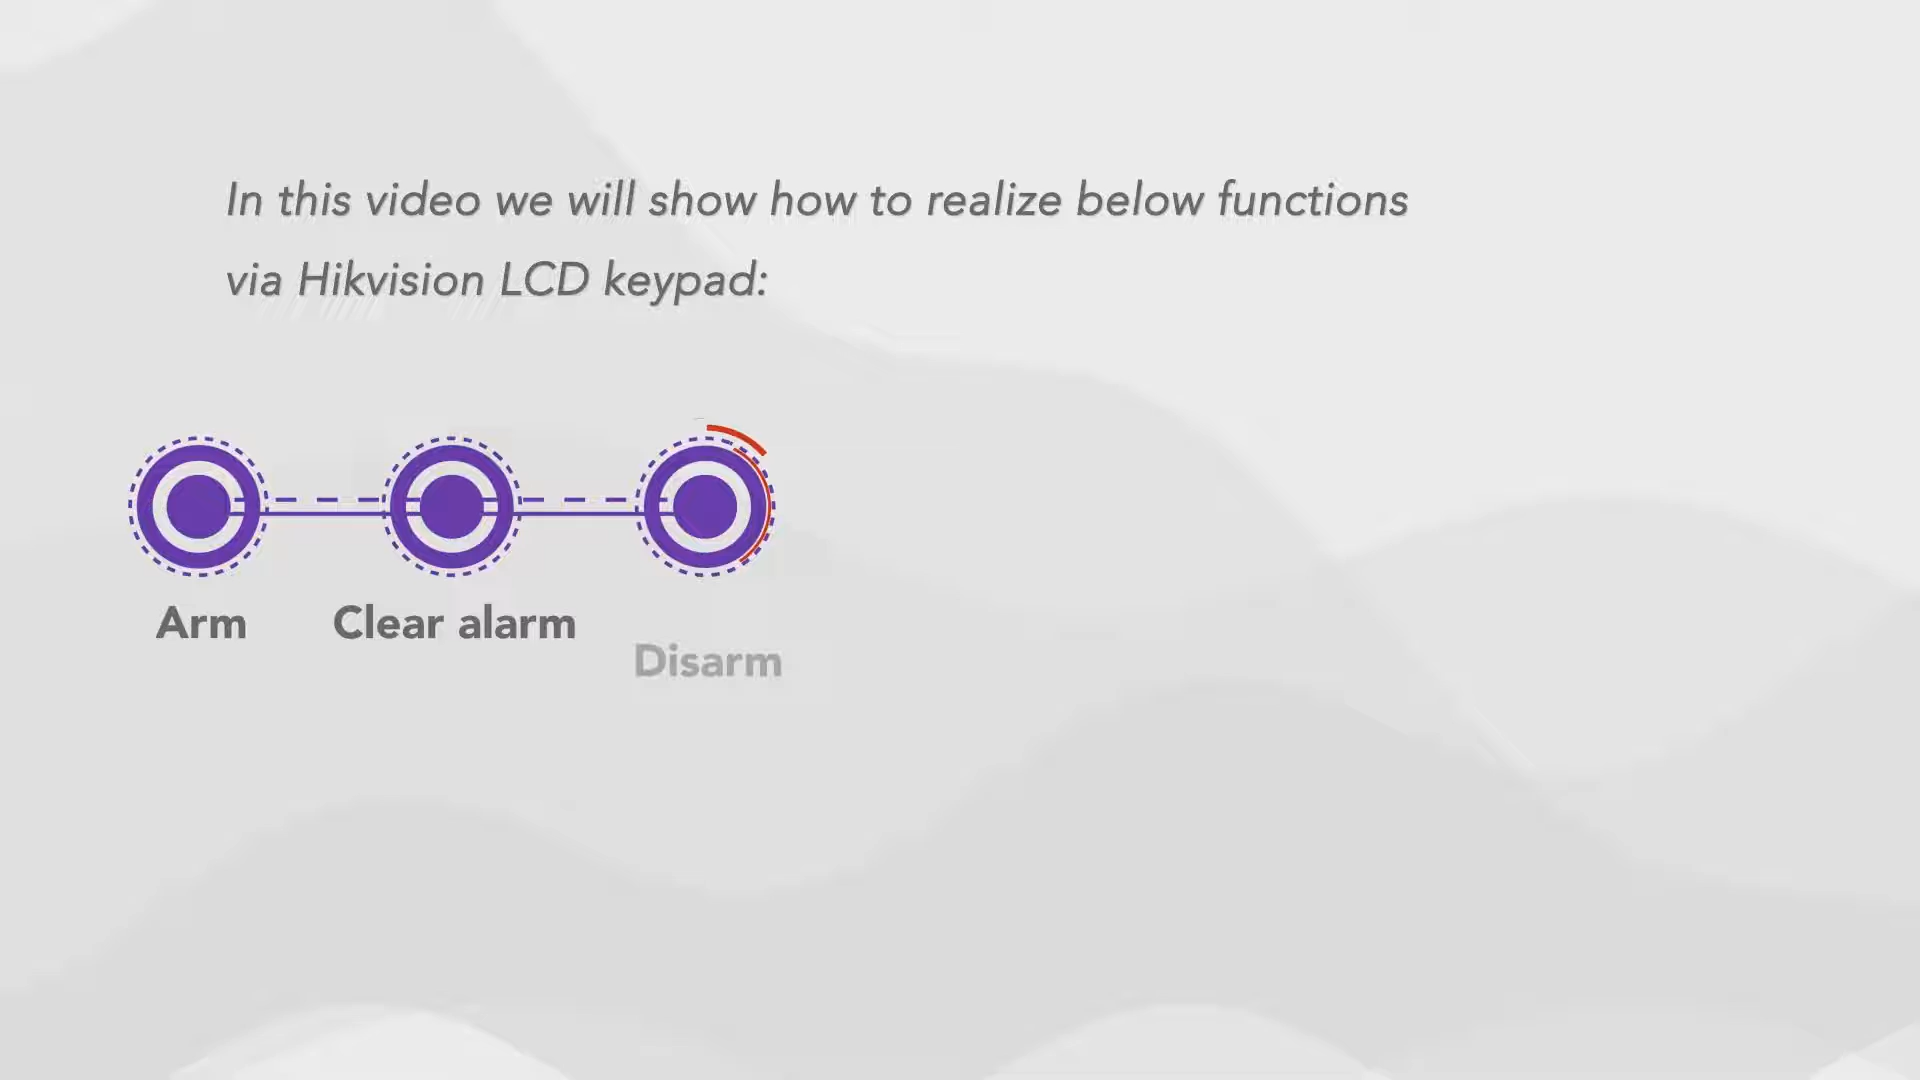 In this video we will show how to realize below functions
via Hikvision LCD keypad:
Arm
Clear alarm
Disarm